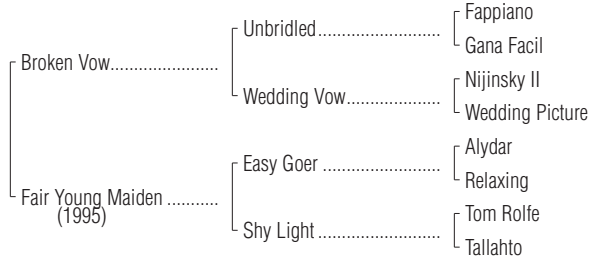 Fappiano
Unbridled........................
Gana Facil
Broken Vow.....................
Nijinsky II
Wedding Vow..................
Wedding Picture
Alydar
Easy Goer .......................
Relaxing
Fair Young Maiden ..........
(1995)
Tom Rolfe
Shy Light........................
Tallahto